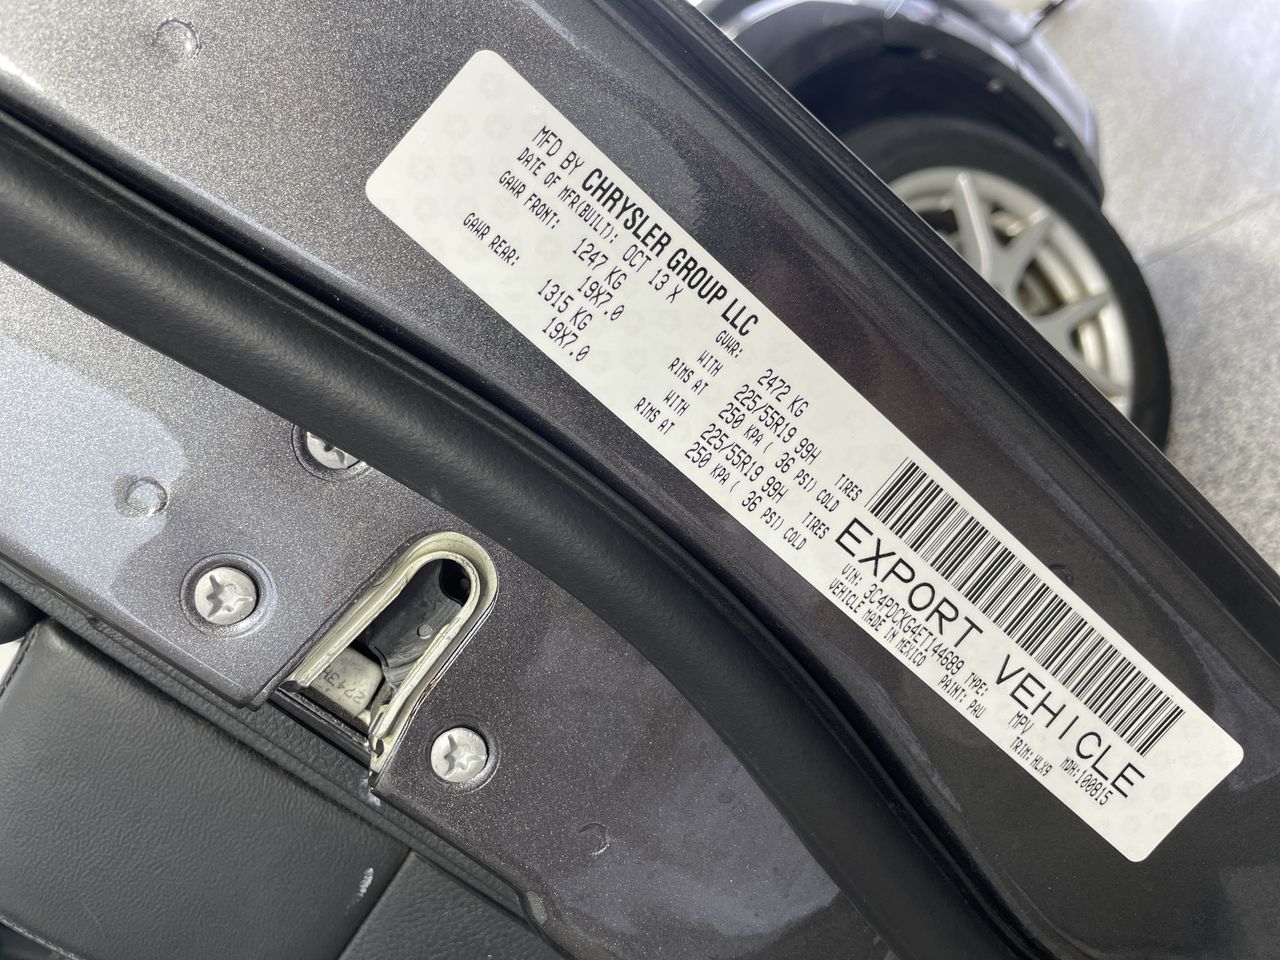 MFD BY CHRYSLER GROUP LLC
DATE OF MFR(BUILT): OCT 13 X GVWR: 2472 KG
GAWR FRONT: 1247 KG WITH 225/55R19 99H TIRES
19X7.0 RIMS AT 250 KPA ( 36 PSI) COLD
GAWR REAR: 1315 KG WITH 225/55R19 99H TIRES
19X7.0 RIMS AT 250 KPA ( 36 PSI) COLD
EXPORT VEHICLE
VIN: 3C4PDCKG4ET144689 TYPE: MPV MDH:100815
VEHICLE MADE IN MEXICO PAINT: PAU TRIM: HLX9